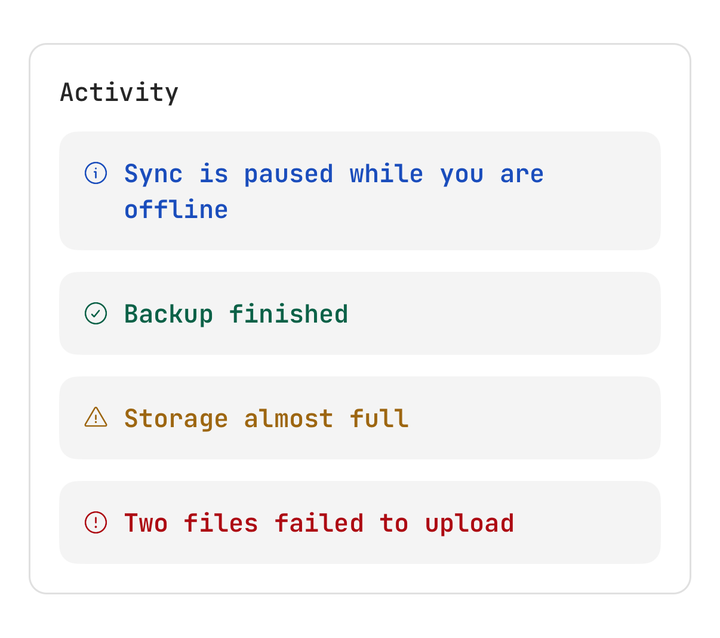 Activity
Sync is paused while you are
offline
Backup finished
Storage almost full
Two files failed to upload